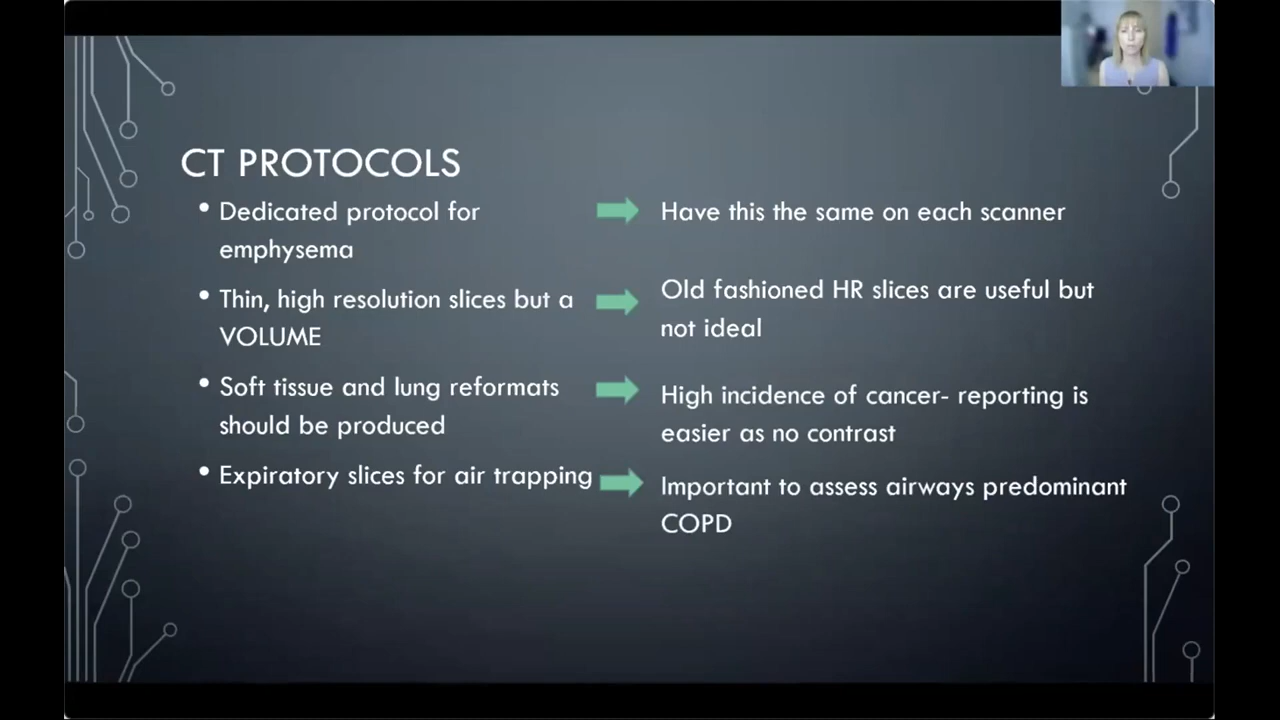 CT PROTOCOLS
• Dedicated protocol for
emphysema
Have this the same on each scanner
• Thin, high resolution slices but a
VOLUME
Old fashioned HR slices are useful but
not ideal
• Soft tissue and lung reformats
should be produced
High incidence of cancer- reporting is
easier as no contrast
• Expiratory slices for air trapping
Important to assess airways predominant
COPD